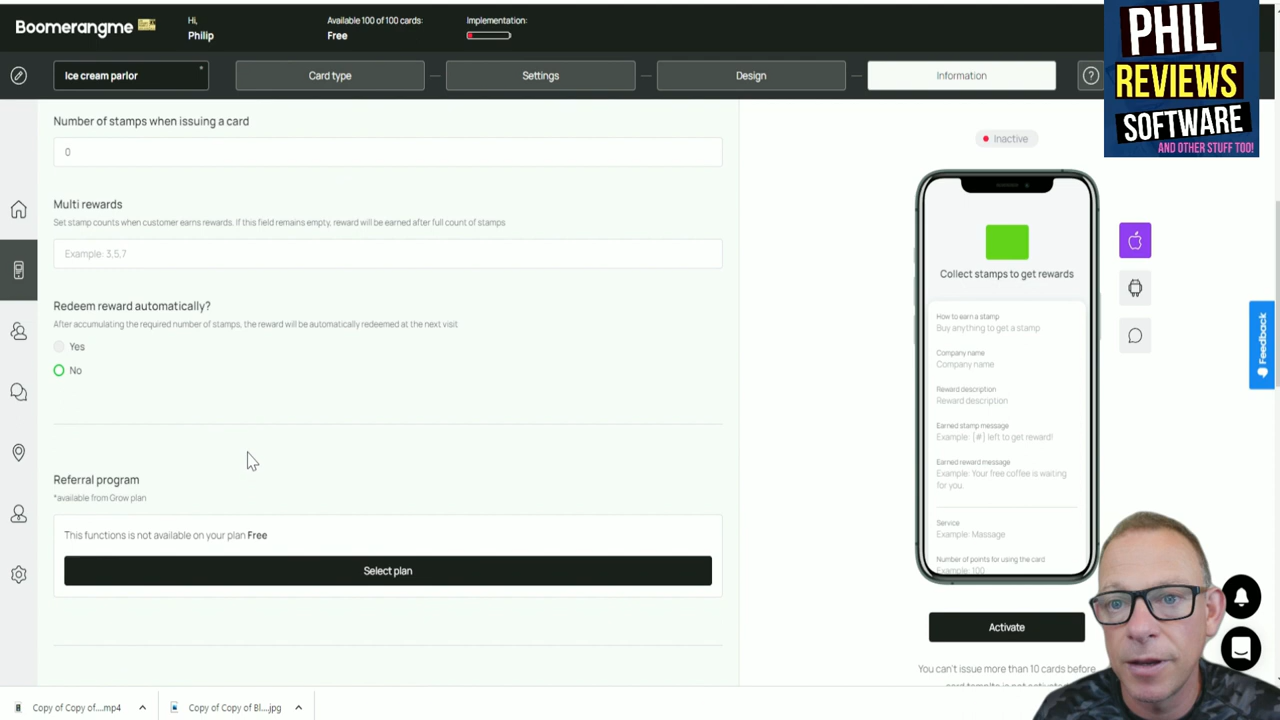 Boomerangme
Hi,
Philip
Available 100 of 100 cards:
Free
Implementation:
PHIL
REVIEWS
SOFTWARE
AND OTHER STUFF TOO!
Ice cream parlor *
Card type
Settings
Design
Information
?
Number of stamps when issuing a card
0
Multi rewards
Set stamp counts when customer earns rewards. If this field remains empty, reward will be earned after full count of stamps
Example: 3,5,7
Redeem reward automatically?
After accumulating the required number of stamps, the reward will be automatically redeemed at the next visit
Yes
No
Referral program
*available from Grow plan
This functions is not available on your plan Free
Select plan
Inactive
Collect stamps to get rewards
How to earn a stamp
Buy anything to get a stamp
Company name
Company name
Reward description
Reward description
Earned stamp message
Example: [#] left to get reward!
Earned reward message
Example: Your free coffee is waiting
for you.
Service
Example: Massage
Number of points for using the card
Example: 100
Activate
You can't issue more than 10 cards before
Feedback
Copy of Copy of....mp4
Copy of Copy of Bl....jpg